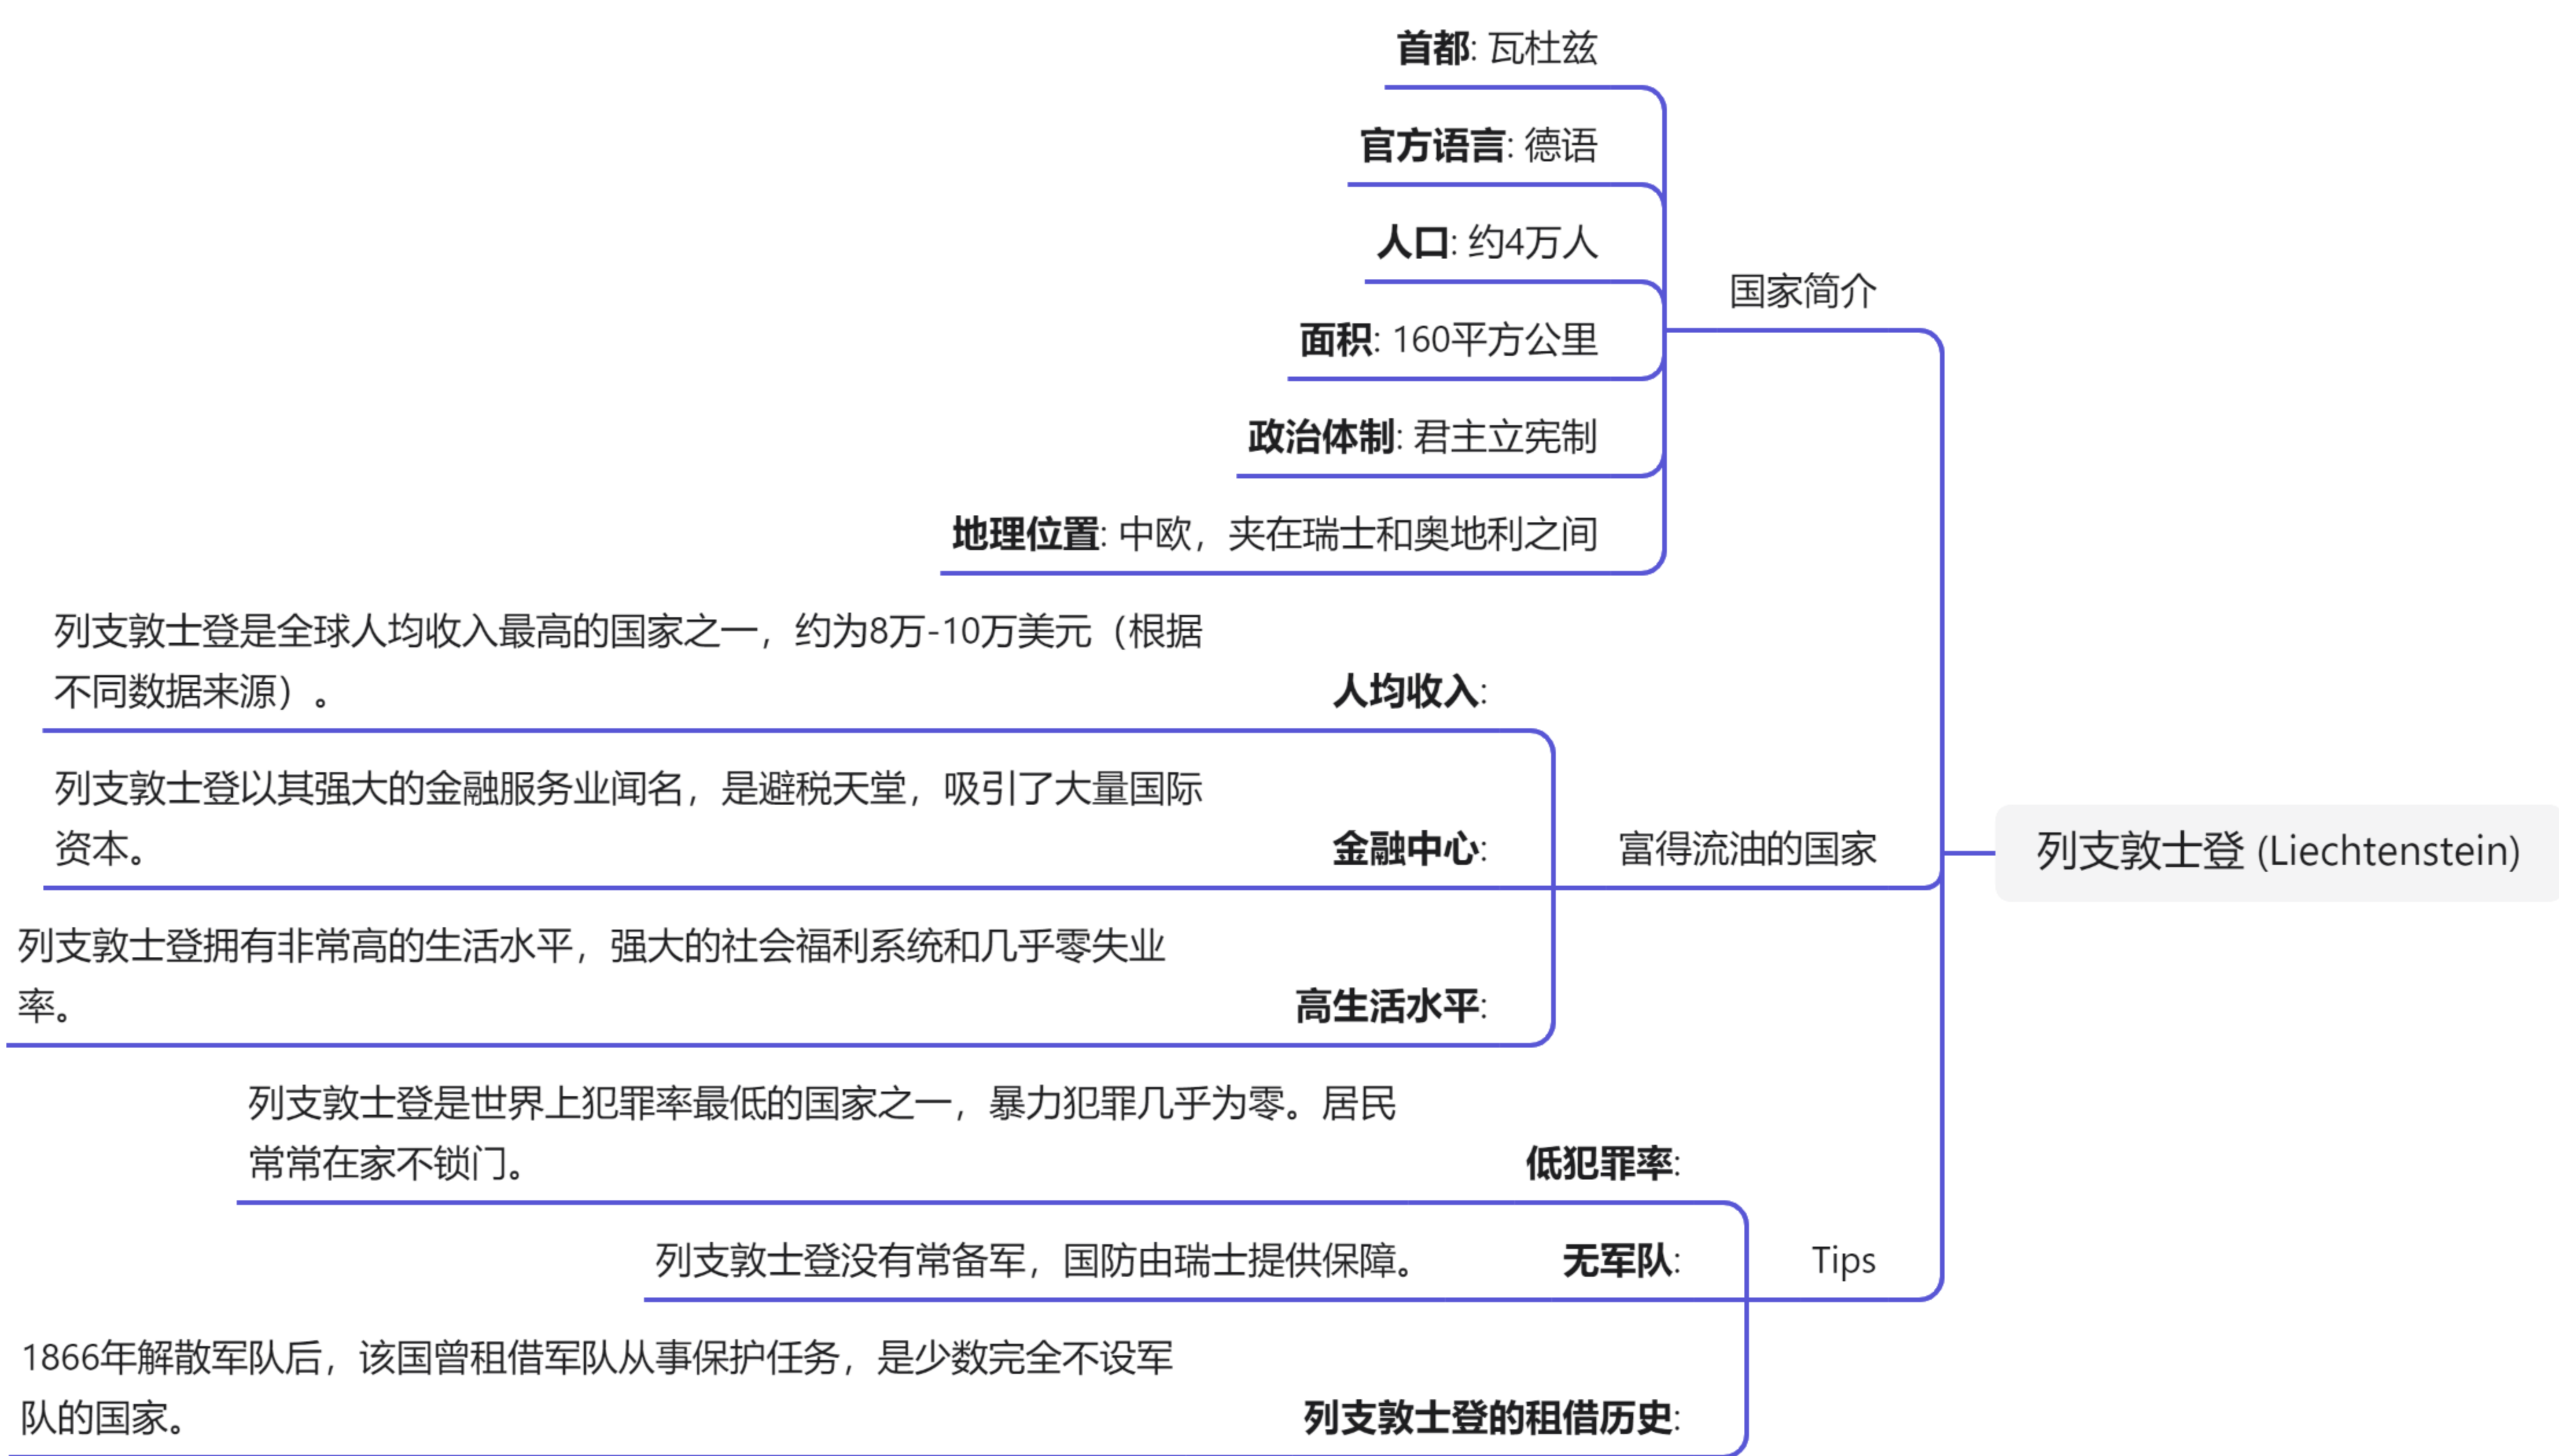 首都: 瓦杜兹
官方语言: 德语
人口: 约4万人
国家简介
面积: 160平方公里
政治体制: 君主立宪制
地理位置: 中欧，夹在瑞士和奥地利之间
列支敦士登是全球人均收入最高的国家之一，约为8万-10万美元（根据
不同数据来源）。
人均收入:
列支敦士登以其强大的金融服务业闻名，是避税天堂，吸引了大量国际
资本。
金融中心:
富得流油的国家
列支敦士登 (Liechtenstein)
列支敦士登拥有非常高的生活水平，强大的社会福利系统和几乎零失业
率。
高生活水平:
列支敦士登是世界上犯罪率最低的国家之一，暴力犯罪几乎为零。居民
常常在家不锁门。
低犯罪率:
列支敦士登没有常备军，国防由瑞士提供保障。
无军队:
Tips
1866年解散军队后，该国曾租借军队从事保护任务，是少数完全不设军
队的国家。
列支敦士登的租借历史: